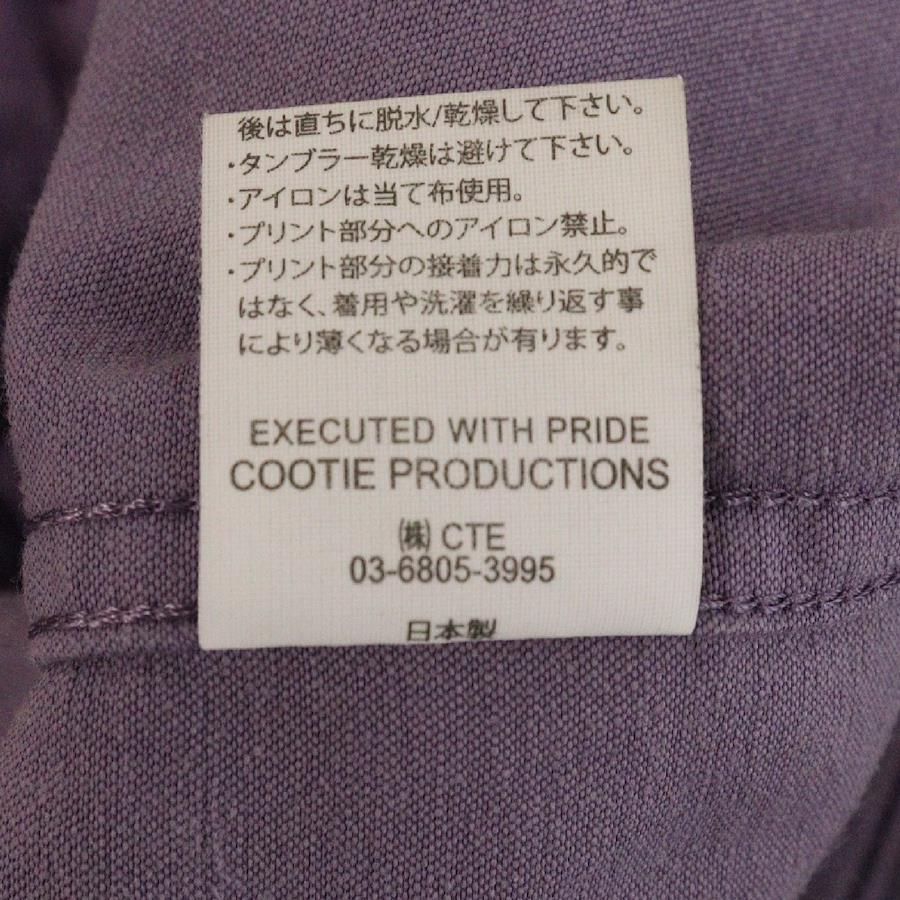 後は直ちに脱水/乾燥して下さい。
・タンブラー乾燥は避けて下さい。
・アイロンは当て布使用。
・プリント部分へのアイロン禁止。
・プリント部分の接着力は永久的で
はなく、着用や洗濯を繰り返す事
により薄くなる場合が有ります。
EXECUTED WITH PRIDE
COOTIE PRODUCTIONS
㈱ CTE
03-6805-3995
日本製